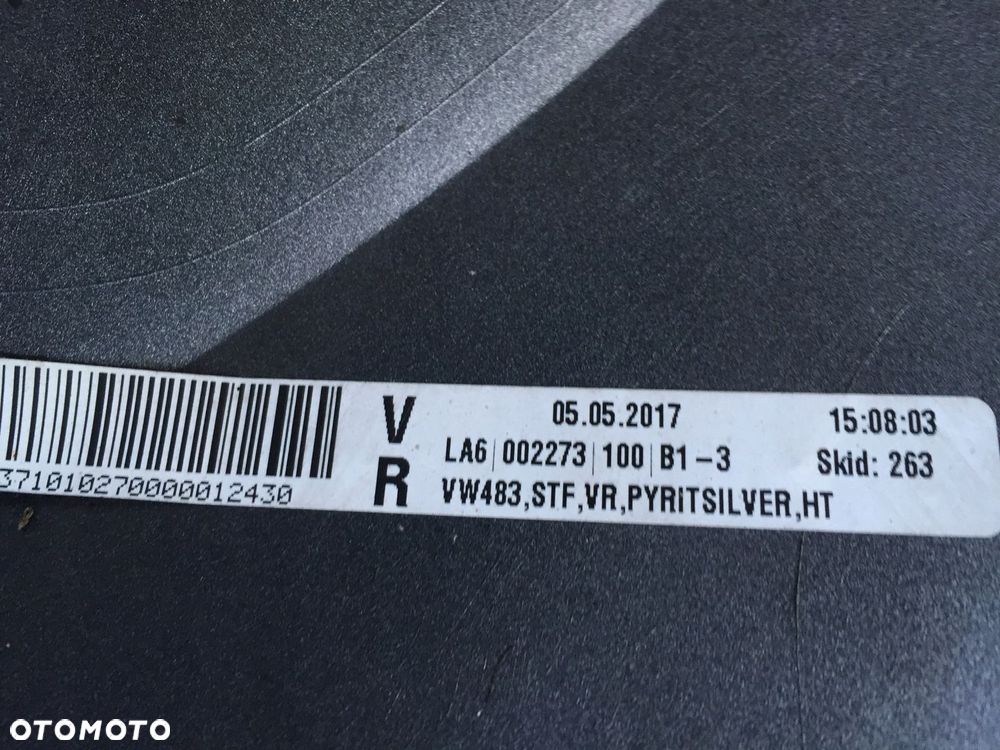 V
R
05.05.2017
15:08:03
LA6 | 002273 | 100 | B1-3
Skid: 263
VW483,STF,VR,PYRITSILVER,HT
371010270000012430
OTOMOTO